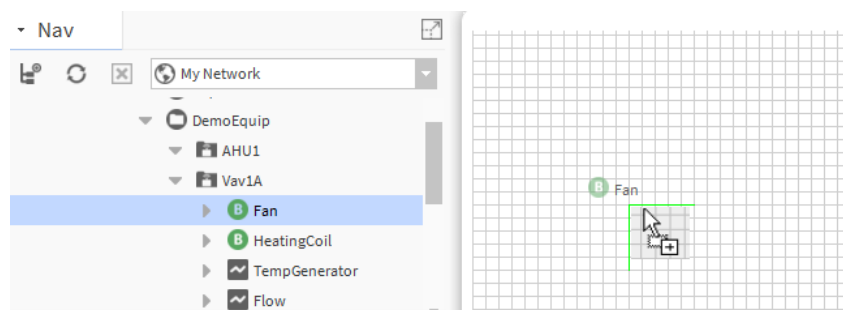 Nav
My Network
DemoEquip
AHU1
Vav1A
B Fan
B HeatingCoil
TempGenerator
Flow
B Fan